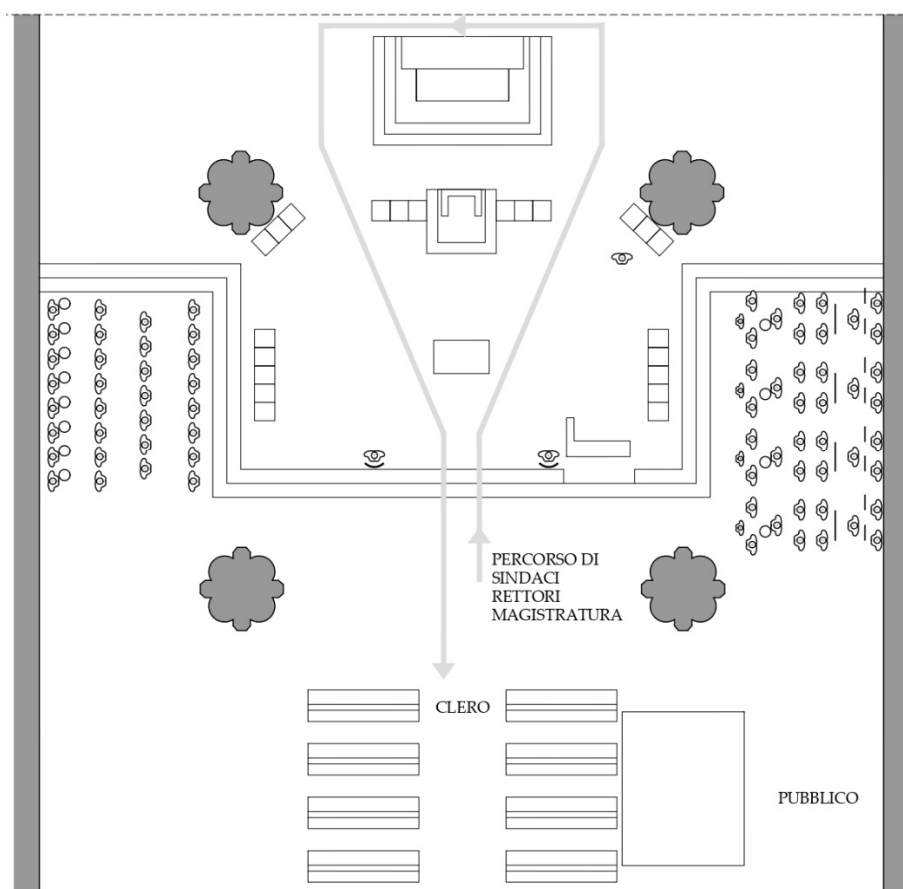 PERCORSO DI
SINDACI
RETTORI
MAGISTRATURA
CLERO
PUBBLICO